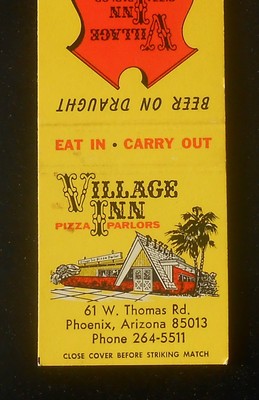 VILLAGE
INN
BEER ON DRAUGHT
EAT IN • CARRY OUT
VILLAGE
INN
PIZZA PARLORS
PIZZA
61 W. Thomas Rd.
Phoenix, Arizona 85013
Phone 264-5511
CLOSE COVER BEFORE STRIKING MATCH